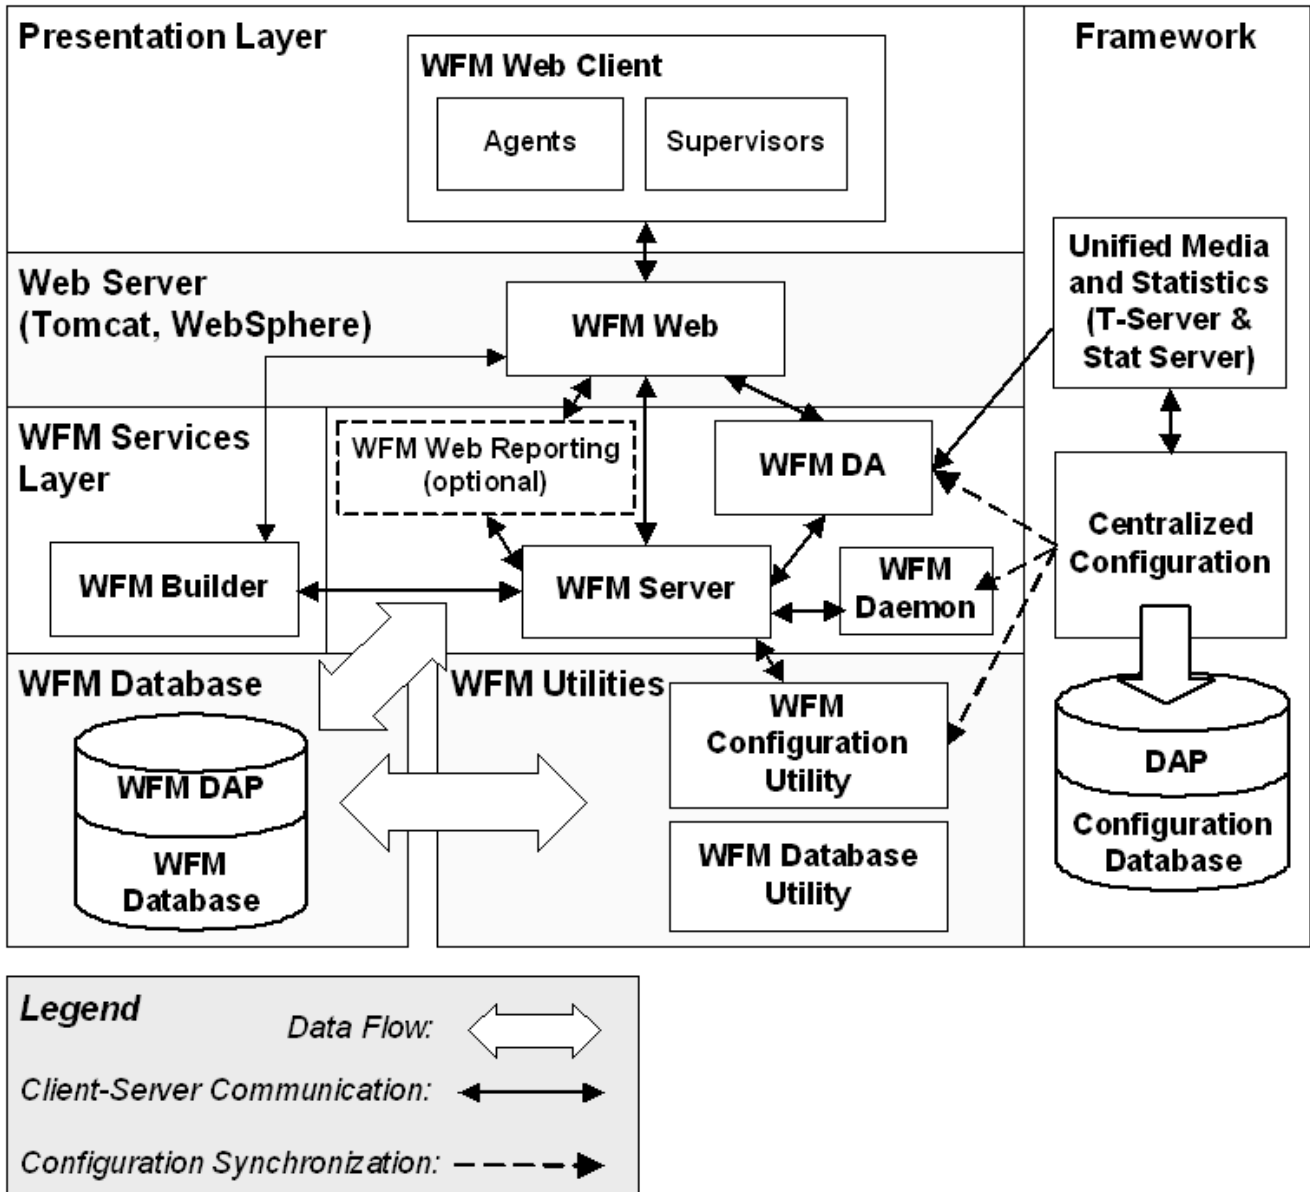 Presentation Layer
WFM Web Client
Agents
Supervisors
Framework
Unified Media
and Statistics
(T-Server &
Stat Server)
Web Server
(Tomcat, WebSphere)
WFM Web
WFM Services
Layer
WFM Web Reporting
(optional)
WFM DA
Centralized
Configuration
WFM Builder
WFM Server
WFM
Daemon
WFM Database
WFM DAP
WFM
Database
WFM Utilities
WFM
Configuration
Utility
WFM Database
Utility
DAP
Configuration
Database
Legend
Data Flow:
Client-Server Communication:
Configuration Synchronization: